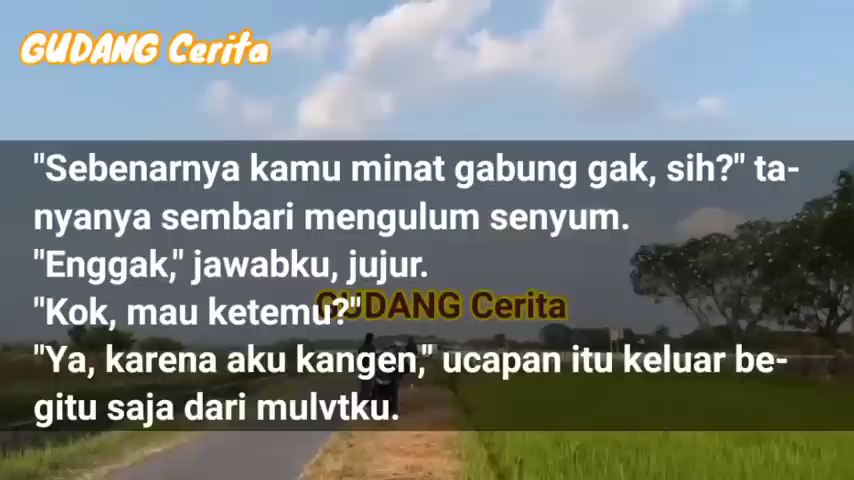 GUDANG Cerita
"Sebenarnya kamu minat gabung gak, sih?" ta-
nyanya sembari mengulum senyum.
"Enggak," jawabku, jujur.
"Kok, mau ketemu?"
GUDANG Cerita
"Ya, karena aku kangen," ucapan itu keluar be-
gitu saja dari mulvtku.